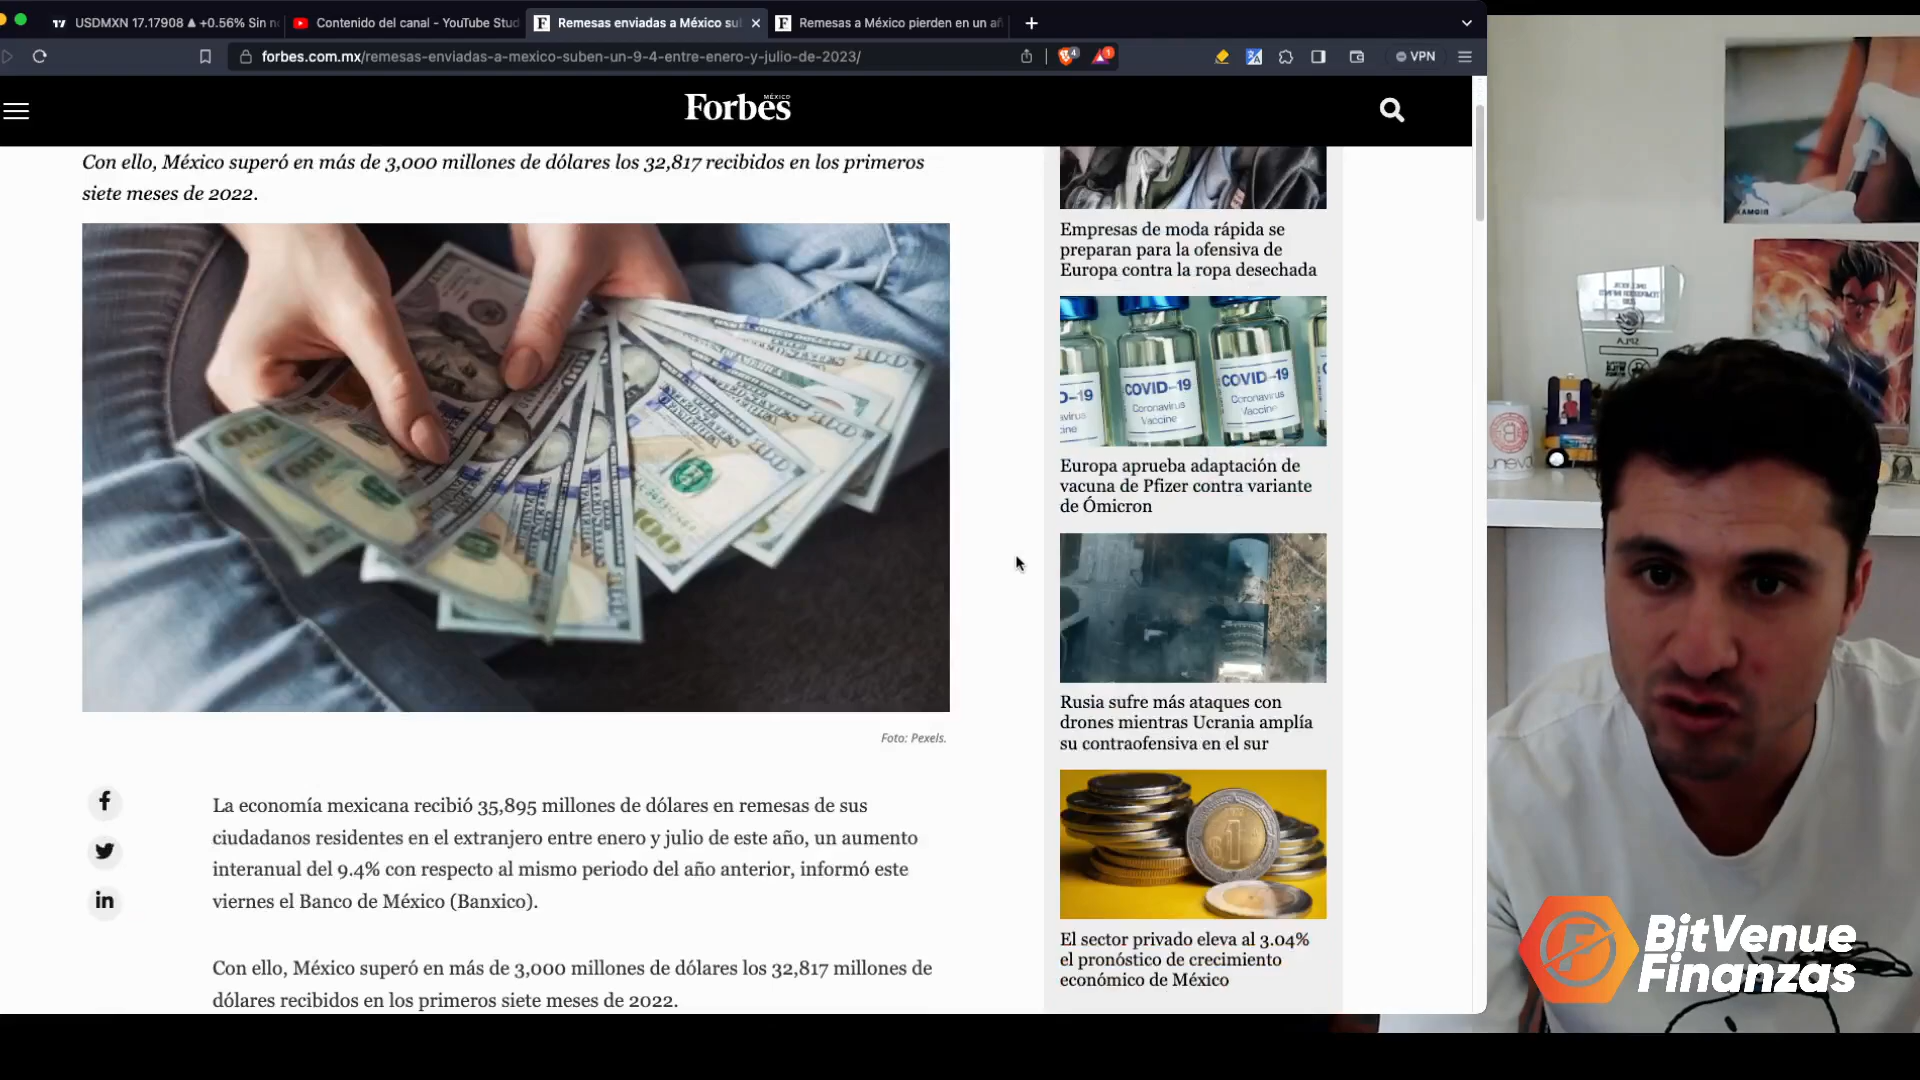 USDMXN 17.17908 ▲ +0.56% Sin n
Contenido del canal - YouTube Stud
Remesas enviadas a México su
Remesas a México pierden en un añ
forbes.com.mx/remesas-enviadas-a-mexico-suben-un-9-4-entre-enero-y-julio-de-2023/
4
1
VPN
Forbes
MÉXICO
Con ello, México superó en más de 3,000 millones de dólares los 32,817 recibidos en los primeros
siete meses de 2022.
Foto: Pexels.
La economía mexicana recibió 35,895 millones de dólares en remesas de sus
ciudadanos residentes en el extranjero entre enero y julio de este año, un aumento
interanual del 9.4% con respecto al mismo periodo del año anterior, informó este
viernes el Banco de México (Banxico).
Con ello, México superó en más de 3,000 millones de dólares los 32,817 millones de
dólares recibidos en los primeros siete meses de 2022.
Empresas de moda rápida se
preparan para la ofensiva de
Europa contra la ropa desechada
COVID-19
Coronavirus
Vaccine
COVID-19
Coronavirus
Vaccine
Europa aprueba adaptación de
vacuna de Pfizer contra variante
de Ómicron
Rusia sufre más ataques con
drones mientras Ucrania amplía
su contraofensiva en el sur
$1
El sector privado eleva al 3.04%
el pronóstico de crecimiento
económico de México
BitVenue
Finanzas